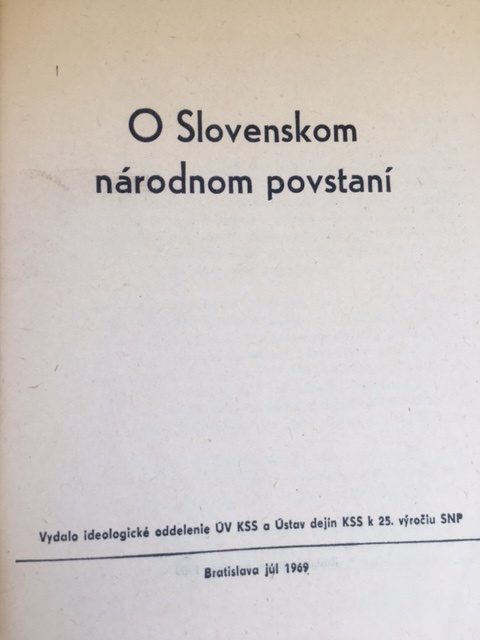 O Slovenskom
národnom povstaní
Vydalo ideologické oddelenie ÚV KSS a Ústav dejín KSS k 25. výročiu SNP
Bratislava júl 1969